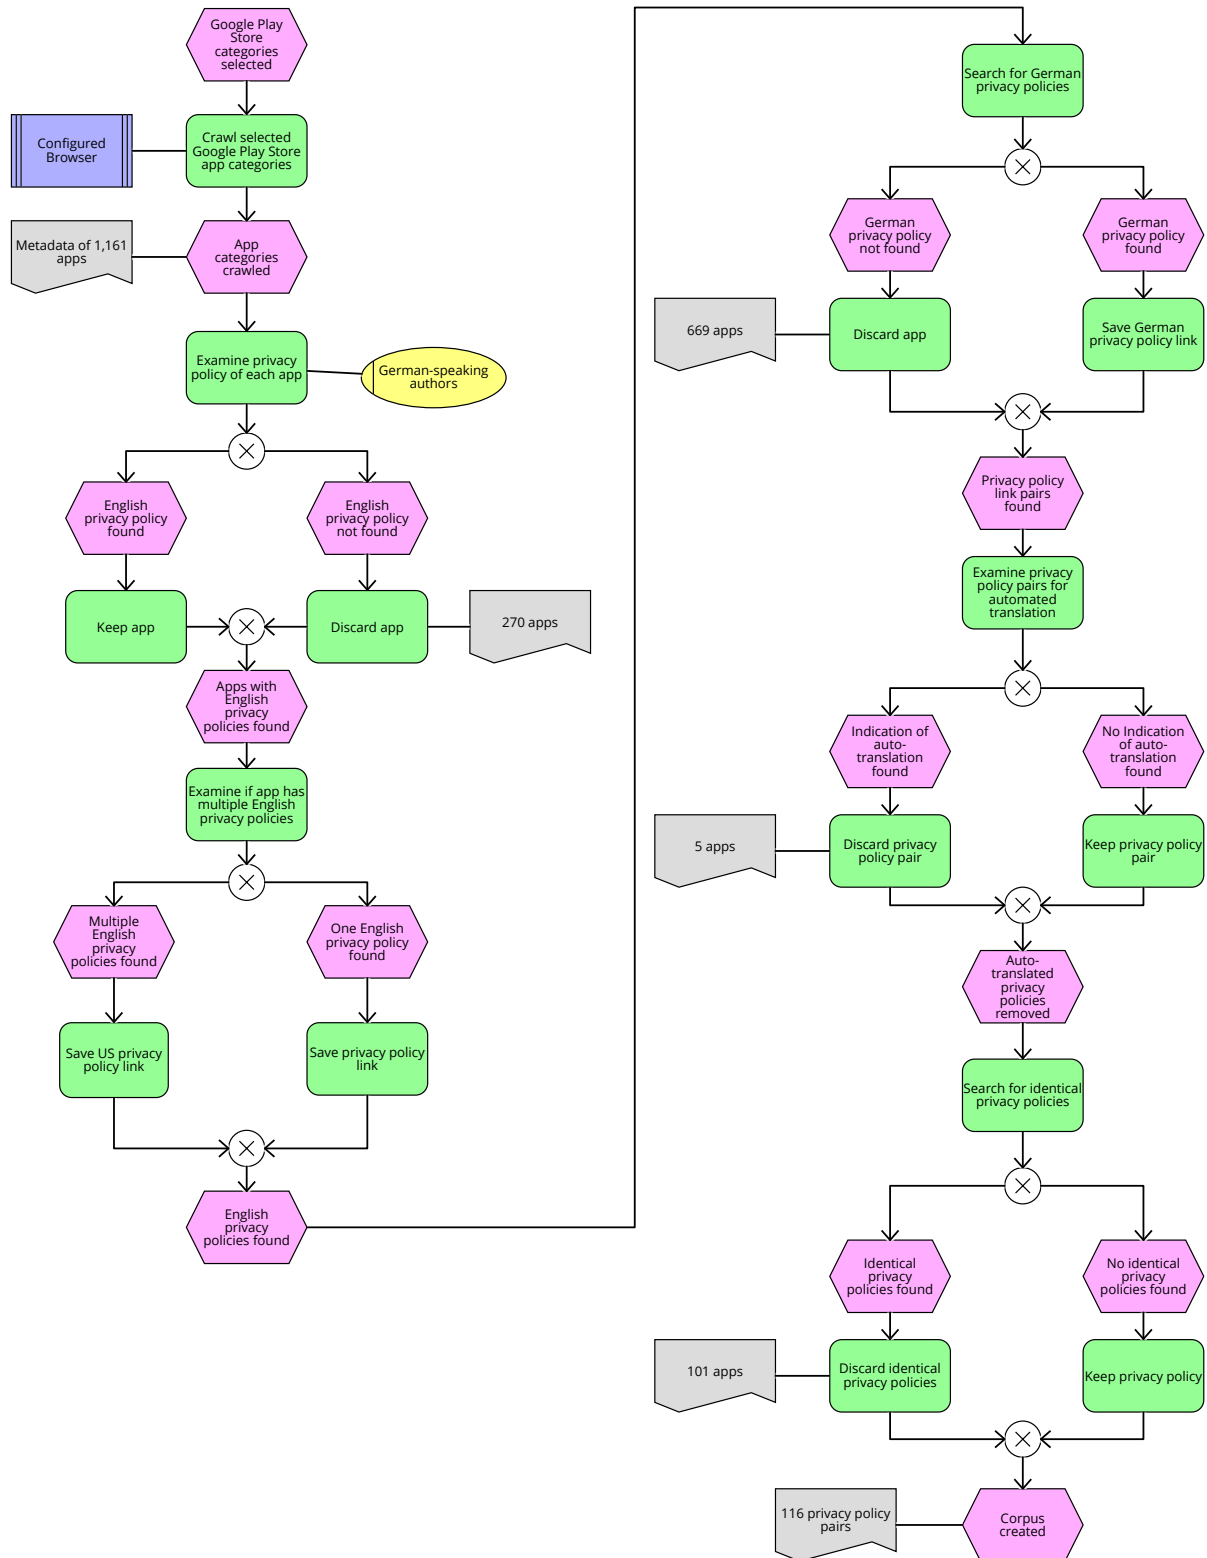 Google Play
Store
categories
selected
Configured
Browser
Crawl selected
Google Play Store
app categories
Metadata of 1,161
apps
App
categories
crawled
Examine privacy
policy of each app
German-speaking
authors
English
privacy policy
found
English
privacy policy
not found
Keep app
Discard app
270 apps
Apps with
English
privacy
policies found
Examine if app has
multiple English
privacy policies
Multiple
English
privacy
policies found
One English
privacy policy
found
Save US privacy
policy link
Save privacy policy
link
English
privacy
policies found
Search for German
privacy policies
German
privacy policy
not found
German
privacy policy
found
669 apps
Discard app
Save German
privacy policy link
Privacy policy
link pairs
found
Examine privacy
policy pairs for
automated
translation
Indication of
auto-
translation
found
No Indication
of auto-
translation
found
5 apps
Discard privacy
policy pair
Keep privacy policy
pair
Auto-
translated
privacy
policies
removed
Search for identical
privacy policies
Identical
privacy
policies found
No identical
privacy
policies found
101 apps
Discard identical
privacy policies
Keep privacy policy
116 privacy policy
pairs
Corpus
created